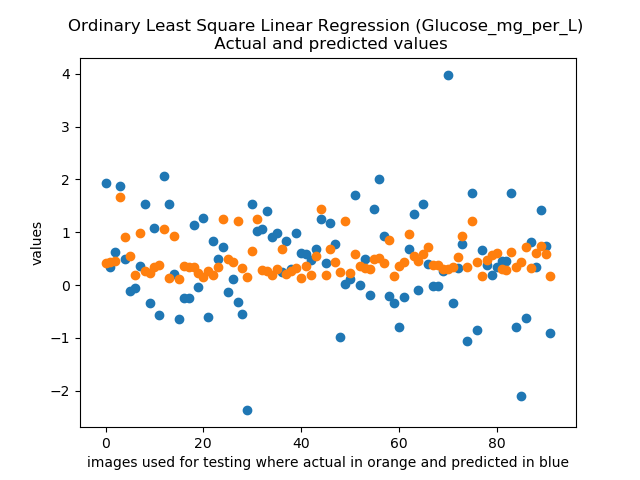 Ordinary Least Square Linear Regression (Glucose_mg_per_L)
Actual and predicted values
4
3
2
1
0
−1
−2
values
0 20 40 60 80
images used for testing where actual in orange and predicted in blue